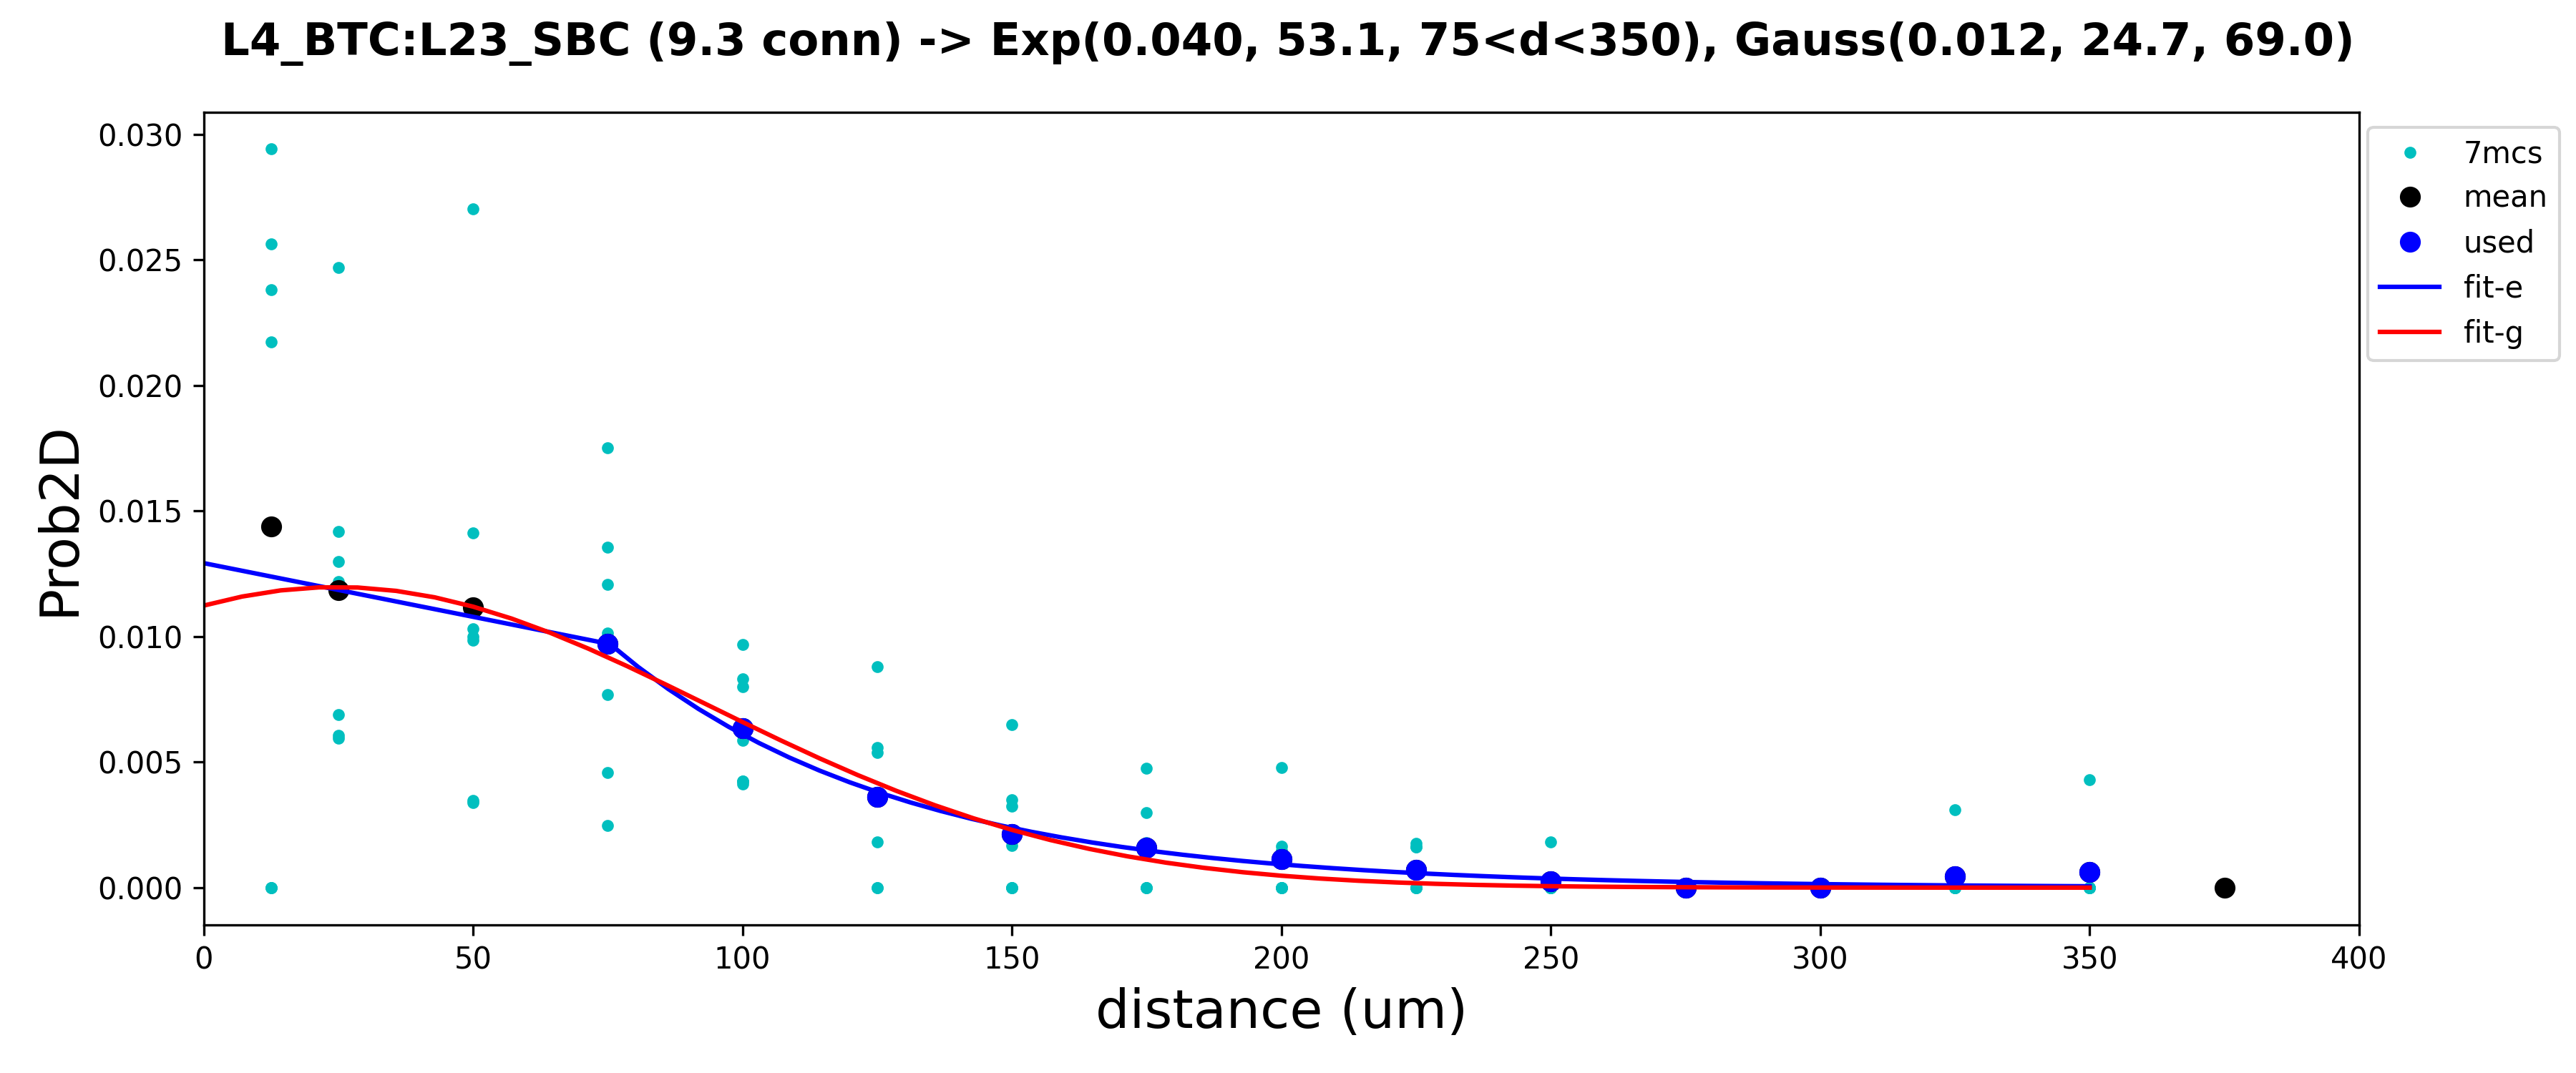 L4_BTC:L23_SBC (9.3 conn) -> Exp(0.040, 53.1, 75<d<350), Gauss(0.012, 24.7, 69.0)
0.030
0.025
0.020
0.015
0.010
0.005
0.000
Prob2D
0 50 100 150 200 250 300 350 400
distance (um)
7mcs
mean
used
fit-e
fit-g